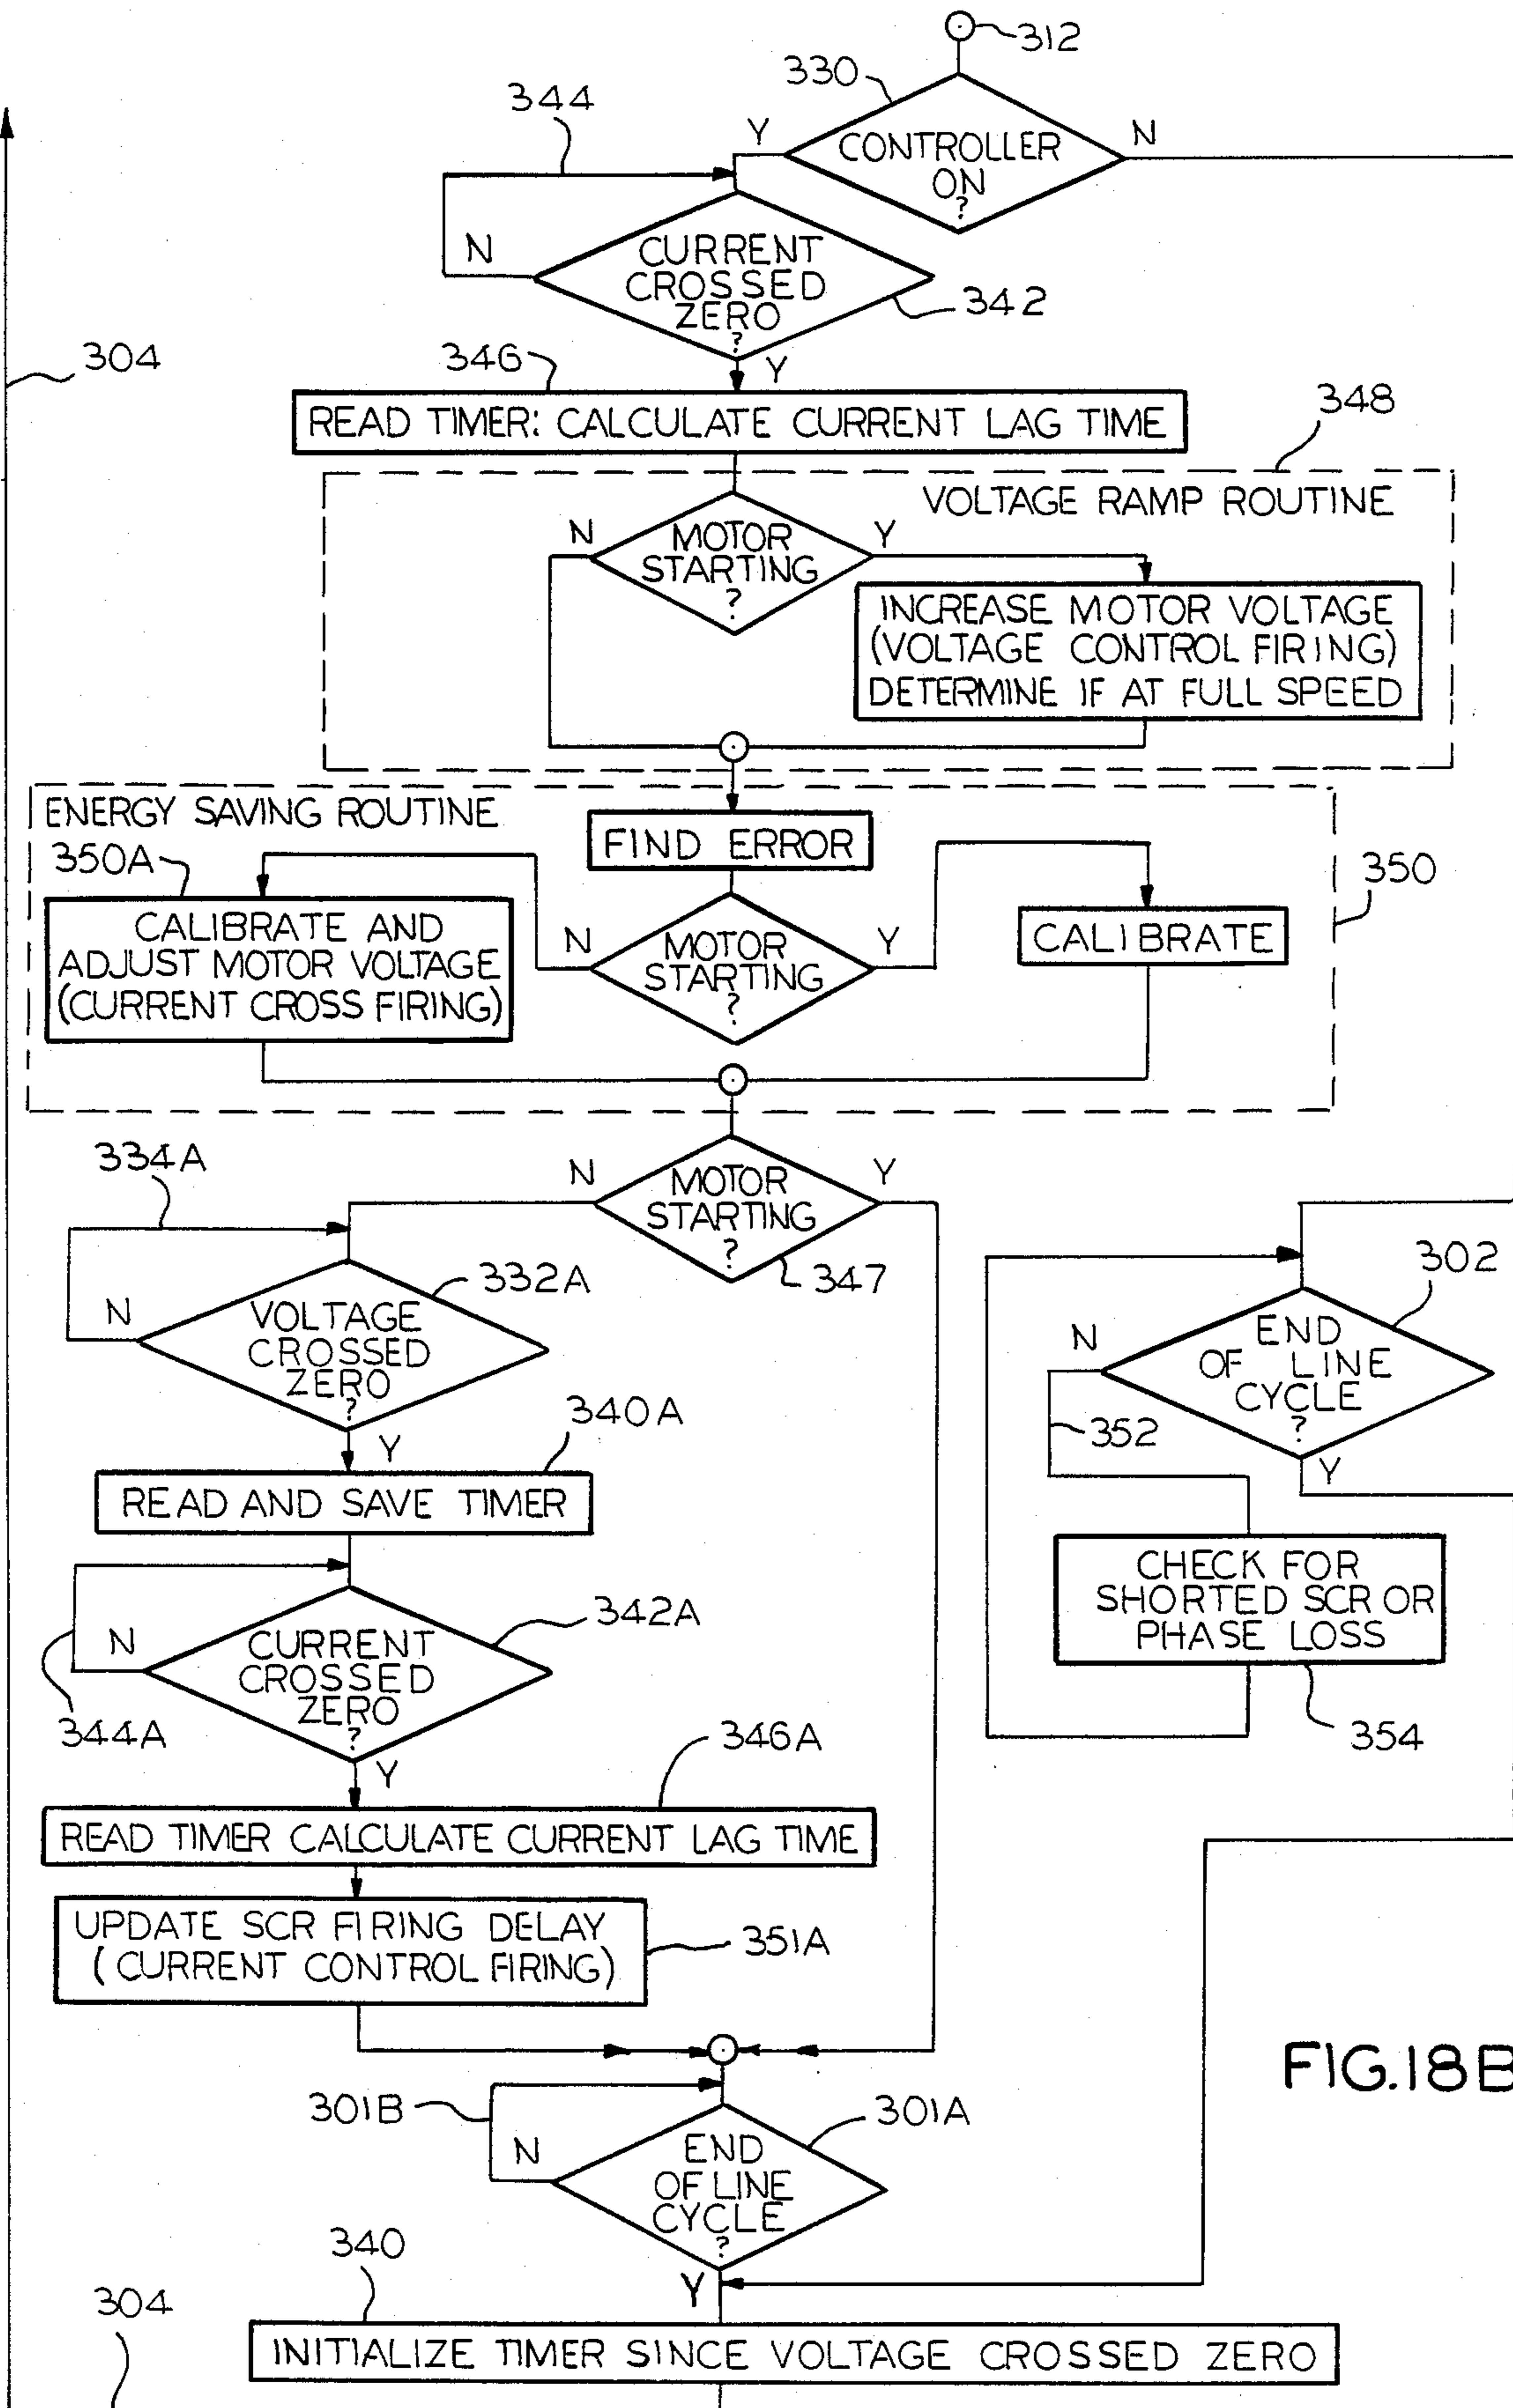 312
330
344
Y
CONTROLLER
ON
?
N
N
CURRENT
CROSSED
ZERO
?
342
304
346
Y
READ TIMER: CALCULATE CURRENT LAG TIME
348
VOLTAGE RAMP ROUTINE
N
MOTOR
STARTING
?
Y
INCREASE MOTOR VOLTAGE
(VOLTAGE CONTROL FIRING)
DETERMINE IF AT FULL SPEED
ENERGY SAVING ROUTINE
FIND ERROR
350A
350
CALIBRATE AND
ADJUST MOTOR VOLTAGE
(CURRENT CROSS FIRING)
N
MOTOR
STARTING
?
Y
CALIBRATE
334A
N
MOTOR
STARTING
?
Y
347
332A
302
N
VOLTAGE
CROSSED
ZERO
?
N
END
OF LINE
CYCLE
?
340A
Y
352
Y
READ AND SAVE TIMER
CHECK FOR
SHORTED SCR OR
PHASE LOSS
342A
N
CURRENT
CROSSED
ZERO
?
344A
354
346A
Y
READ TIMER CALCULATE CURRENT LAG TIME
UPDATE SCR FIRING DELAY
(CURRENT CONTROL FIRING)
351A
FIG.18B
301B
301A
N
END
OF LINE
CYCLE
?
340
Y
304
INITIALIZE TIMER SINCE VOLTAGE CROSSED ZERO